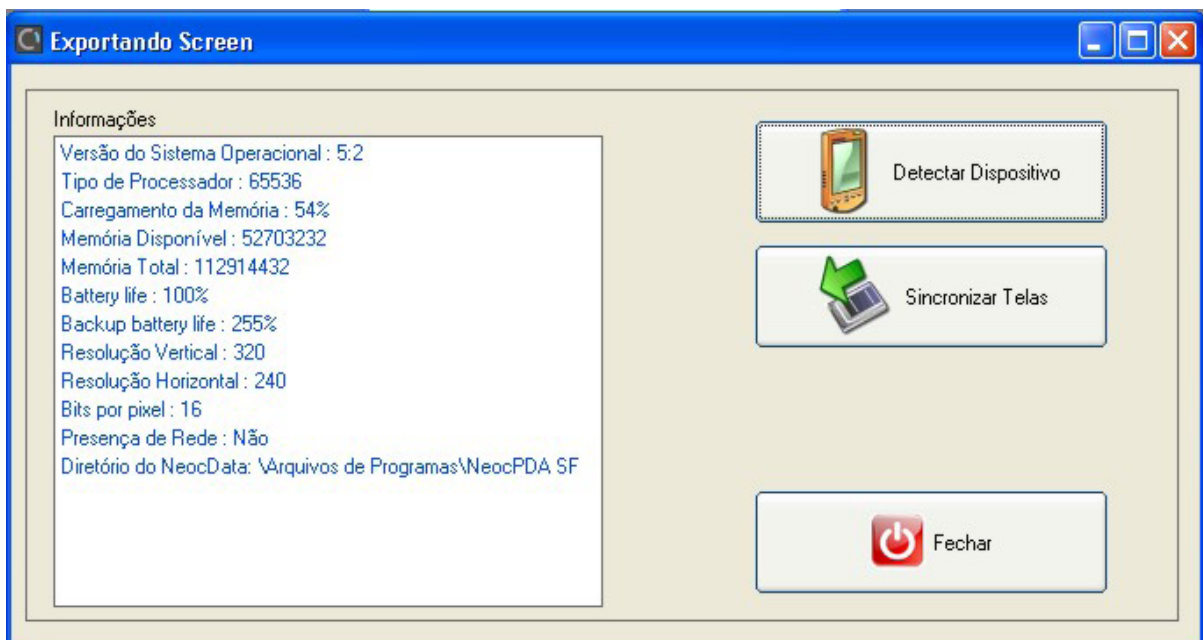 Exportando Screen
Informações
Versão do Sistema Operacional : 5:2
Tipo de Processador : 65536
Carregamento da Memória : 54%
Memória Disponível : 52703232
Memória Total : 112914432
Battery life : 100%
Backup battery life : 255%
Resolução Vertical : 320
Resolução Horizontal : 240
Bits por pixel : 16
Presença de Rede : Não
Diretório do NeocData: \Arquivos de Programas\NeocPDA SF
Detectar Dispositivo
Sincronizar Telas
Fechar